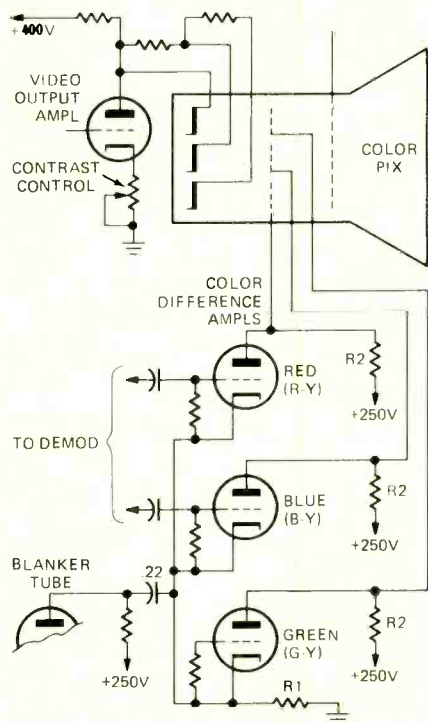 +400V
VIDEO
OUTPUT
AMPL
CONTRAST
CONTROL
COLOR
PIX
COLOR
DIFFERENCE
AMPLS
RED
(R-Y)
R2
+250V
TO DEMOD
BLUE
(B-Y)
R2
+250V
BLANKER
TUBE
.22
+250V
GREEN
(G-Y)
R2
+250V
R1